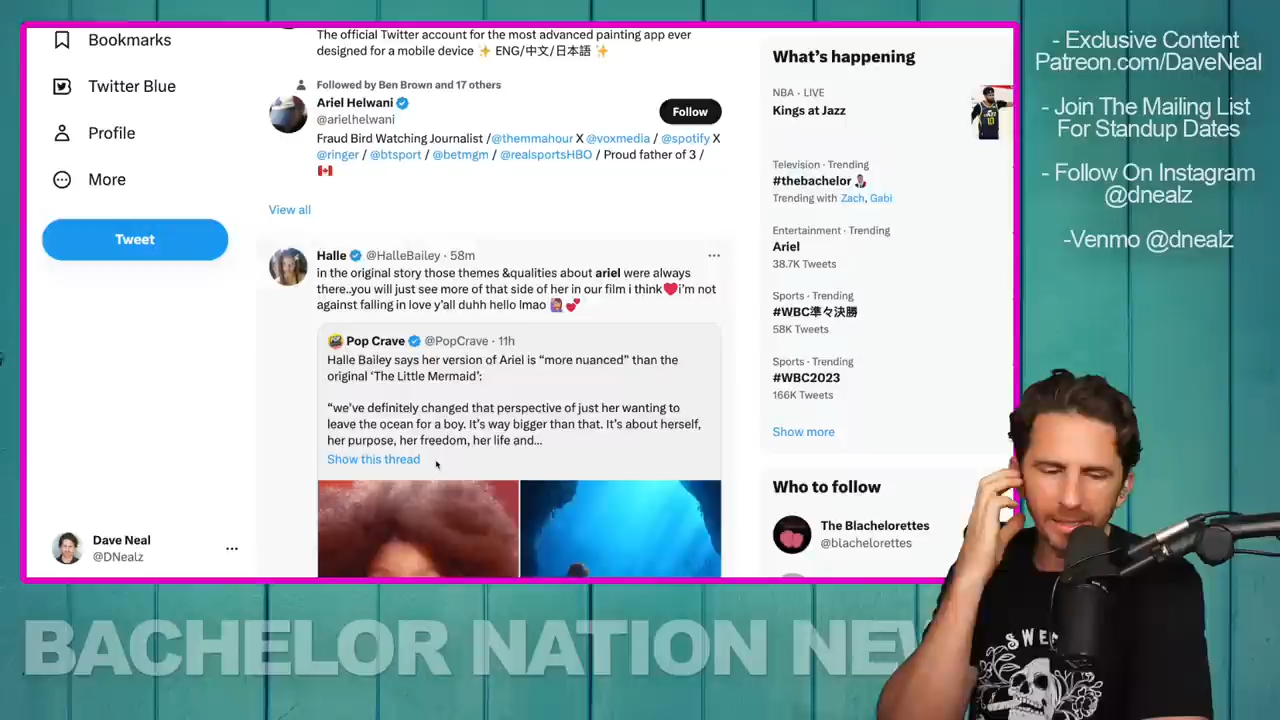 Bookmarks
Twitter Blue
Profile
More
Tweet
Dave Neal
@DNealz
The official Twitter account for the most advanced painting app ever
designed for a mobile device ✨ ENG/中文/日本語 ✨
Followed by Ben Brown and 17 others
Ariel Helwani
@arielhelwani
Follow
Fraud Bird Watching Journalist /@themmahour X @voxmedia / @spotify X
@ringer / @btsport / @betmgm / @realsportsHBO / Proud father of 3 /
🇨🇦
View all
Halle @HalleBailey · 58m
in the original story those themes &qualities about ariel were always
there..you will just see more of that side of her in our film i think❤️i'm not
against falling in love y'all duhh hello lmao 🤷🏽‍♀️💕
Pop Crave @PopCrave · 11h
Halle Bailey says her version of Ariel is “more nuanced” than the
original ‘The Little Mermaid’:
“we’ve definitely changed that perspective of just her wanting to
leave the ocean for a boy. It’s way bigger than that. It’s about herself,
her purpose, her freedom, her life and...
Show this thread
What’s happening
NBA · LIVE
Kings at Jazz
Television · Trending
#thebachelor
Trending with Zach, Gabi
Entertainment · Trending
Ariel
38.7K Tweets
Sports · Trending
#WBC準々決勝
58K Tweets
Sports · Trending
#WBC2023
166K Tweets
Show more
Who to follow
The Blachelorettes
@blachelorettes
- Exclusive Content
Patreon.com/DaveNeal
- Join The Mailing List
For Standup Dates
- Follow On Instagram
@dnealz
-Venmo @dnealz
BACHELOR NATION NE
SWE